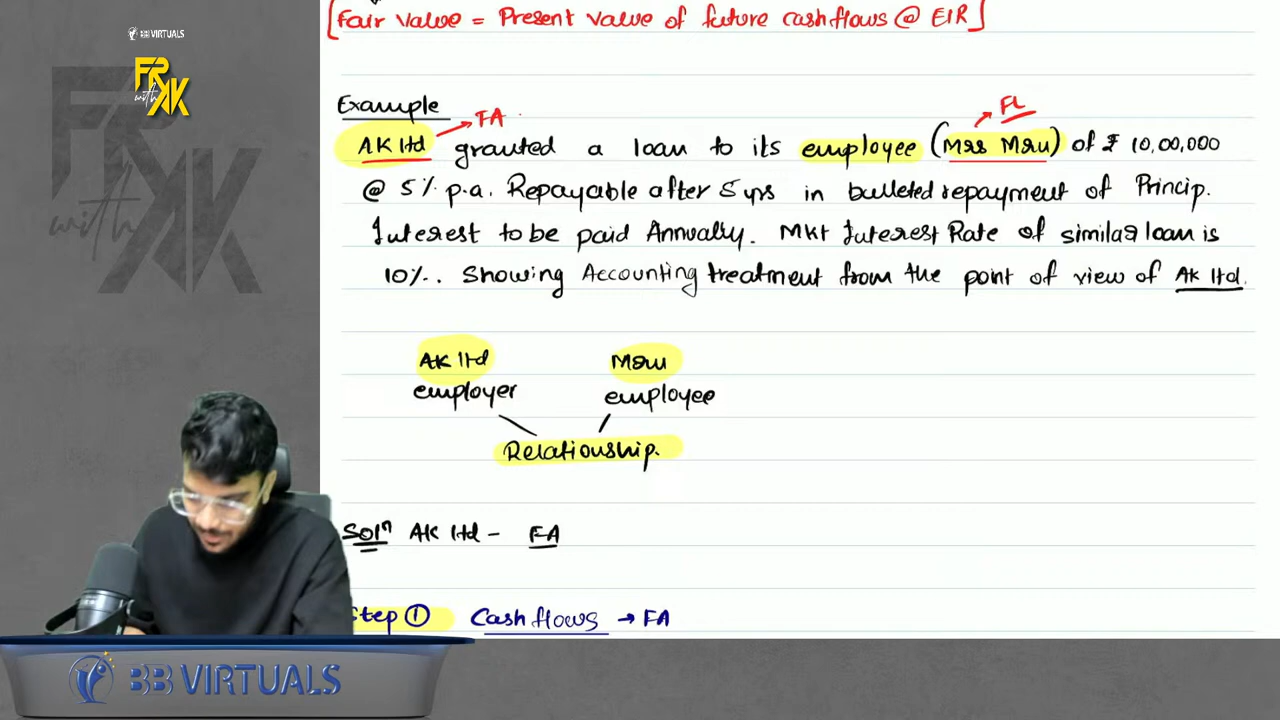 [Fair value = Present value of future cashflows @ EIR]
BB VIRTUALS
FR
with
AK
Example
FA
FL
AK ltd granted a loan to its employee (Mrs Mru) of ₹ 10,00,000
@ 5% p.a. Repayable after 5 yrs in bulleted repayment of Princip.
Interest to be paid Annually. Mkt Interest Rate of similar loan is
10%. Showing Accounting treatment from the point of view of AK ltd.
AK ltd Mru
employer employee
Relationship.
Solⁿ AK ltd - FA
Step ① Cash flows → FA
BB VIRTUALS